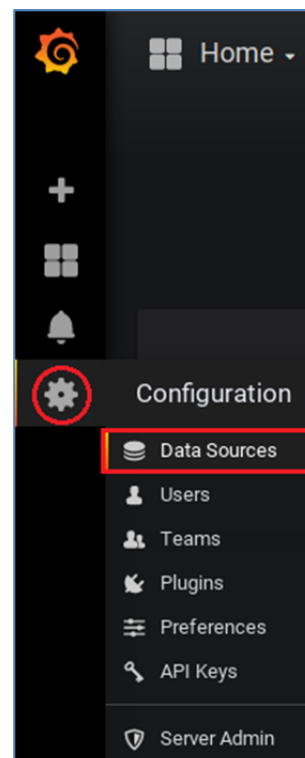 Home
Configuration
Data Sources
Users
Teams
Plugins
Preferences
API Keys
Server Admin